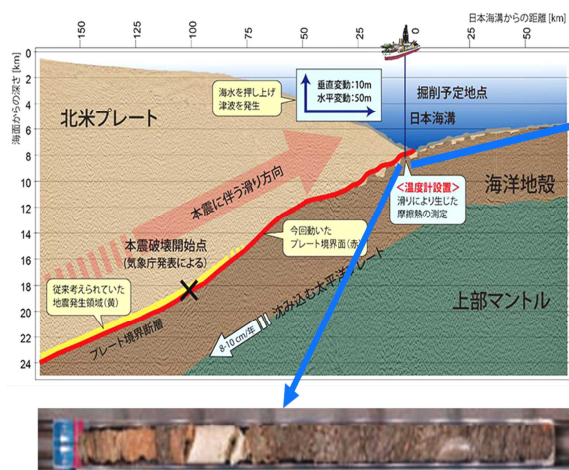 日本海溝からの距離 [km]
150
100
50
0
50
海面からの深さ [km]
0
2
4
6
8
10
12
14
16
18
20
22
24
海水を押し上げ
津波を発生
垂直変動:10m
水平変動:50m
掘削予定地点
日本海溝
北米プレート
本震に伴う滑り方向
<温度計設置>
滑りにより生じた
摩擦熱の測定
海洋地殻
本震破壊開始点
(気象庁発表による)
今回動いた
プレート境界面(赤)
従来考えられていた
地震発生領域(黄)
プレート境界断層
沈み込む太平洋プレート
8-10 cm/年
上部マントル